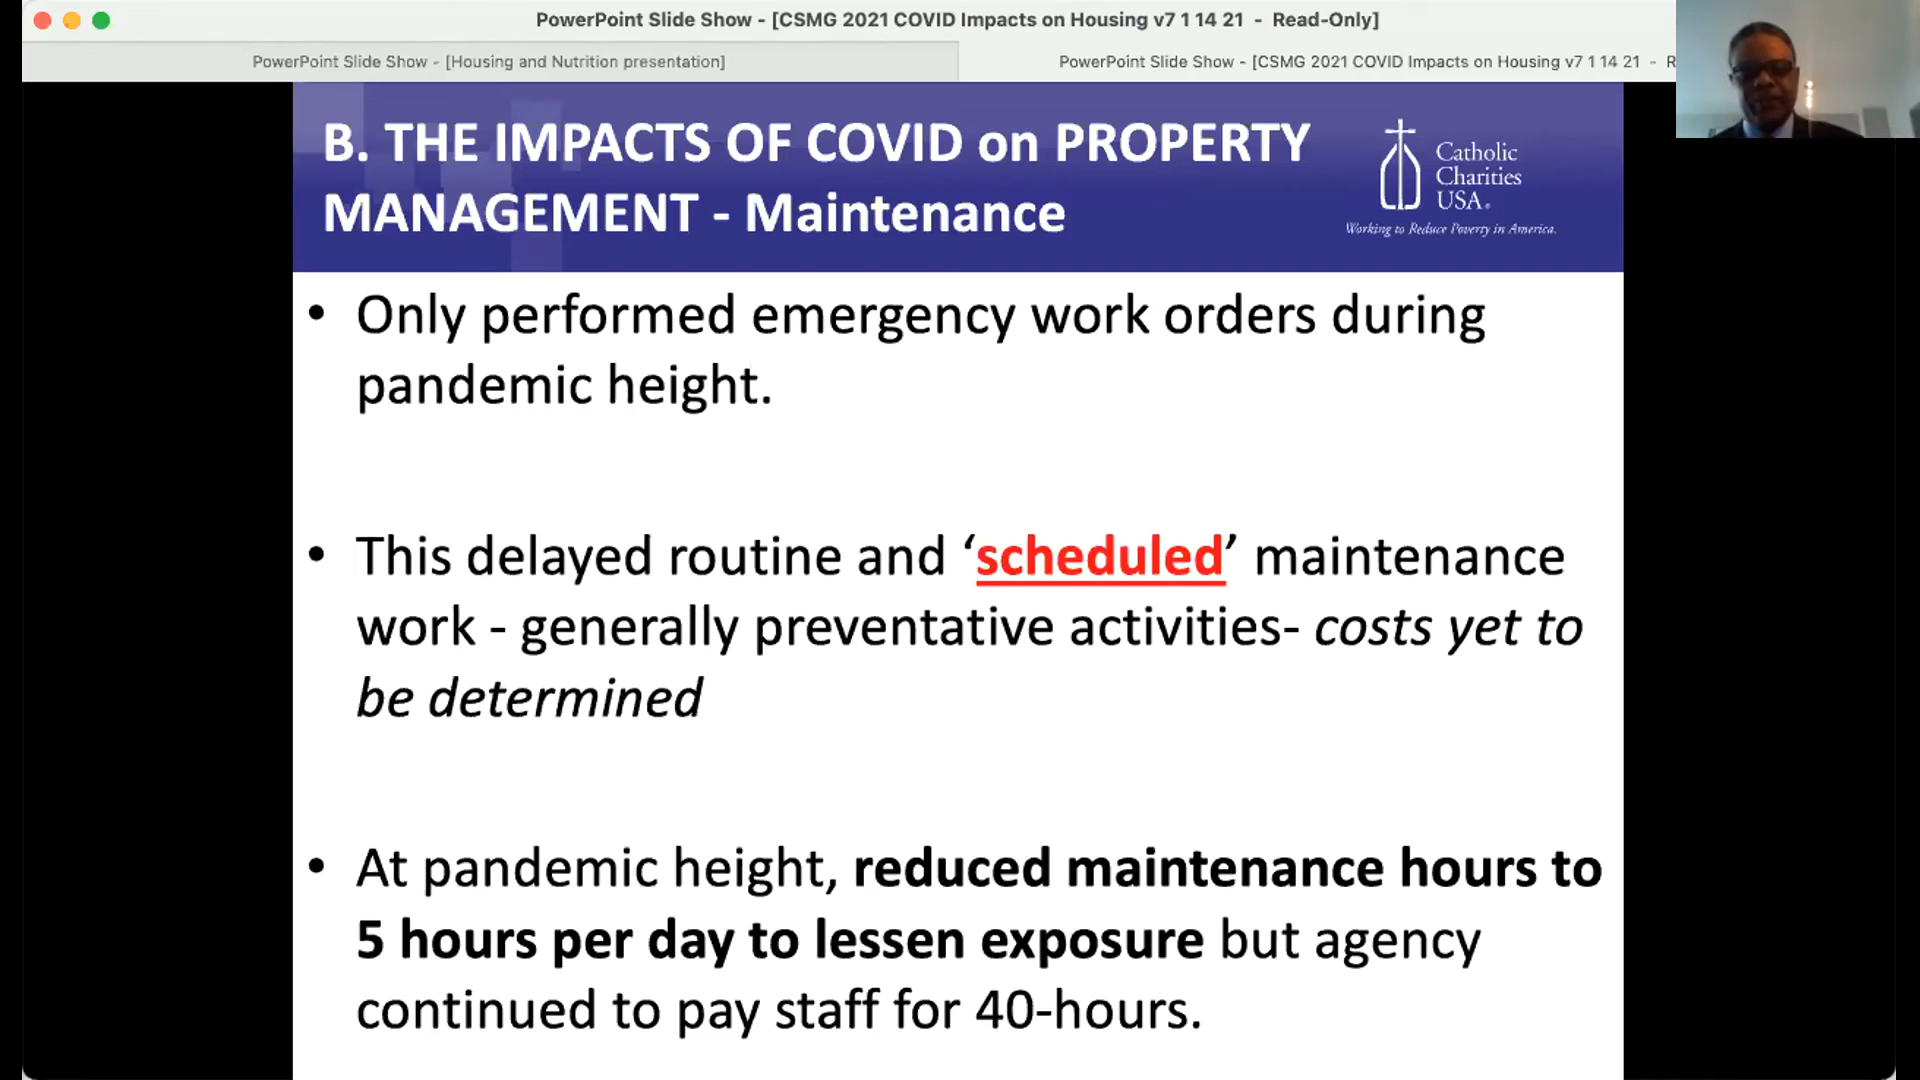 PowerPoint Slide Show - [CSMG 2021 COVID Impacts on Housing v7 1 14 21 - Read-Only]
PowerPoint Slide Show - [Housing and Nutrition presentation]
PowerPoint Slide Show - [CSMG 2021 COVID Impacts on Housing v7 1 14 21 - R
B. THE IMPACTS OF COVID on PROPERTY
MANAGEMENT - Maintenance
Catholic
Charities
USA.
Working to Reduce Poverty in America.
• Only performed emergency work orders during
pandemic height.
• This delayed routine and ‘scheduled’ maintenance
work - generally preventative activities- costs yet to
be determined
• At pandemic height, reduced maintenance hours to
5 hours per day to lessen exposure but agency
continued to pay staff for 40-hours.